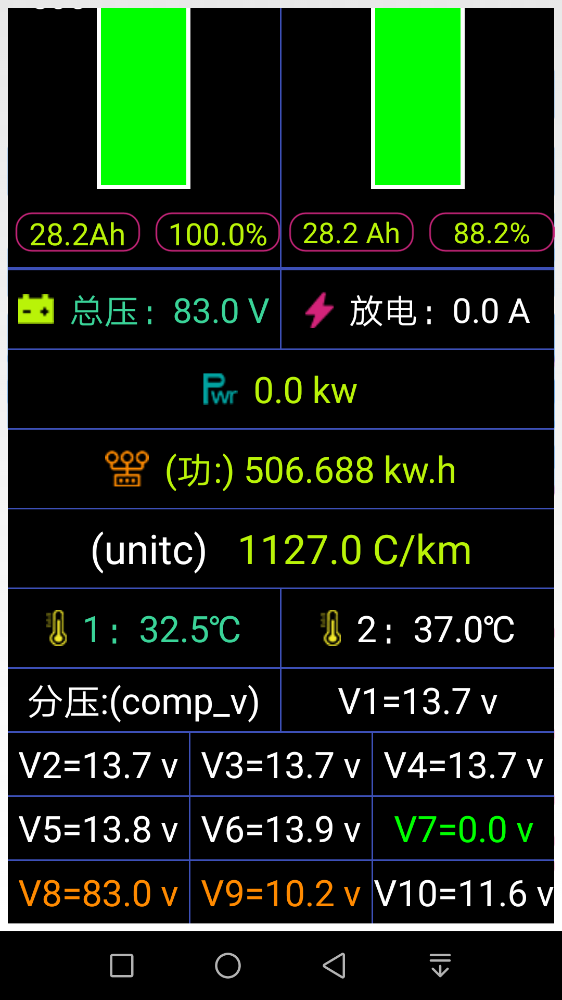 28.2Ah 100.0% 28.2 Ah 88.2%
总压：83.0 V 放电：0.0 A
Pwr 0.0 kw
(功:) 506.688 kw.h
(unitc) 1127.0 C/km
1：32.5℃ 2：37.0℃
分压:(comp_v) V1=13.7 v
V2=13.7 v V3=13.7 v V4=13.7 v
V5=13.8 v V6=13.9 v V7=0.0 v
V8=83.0 v V9=10.2 v V10=11.6 v